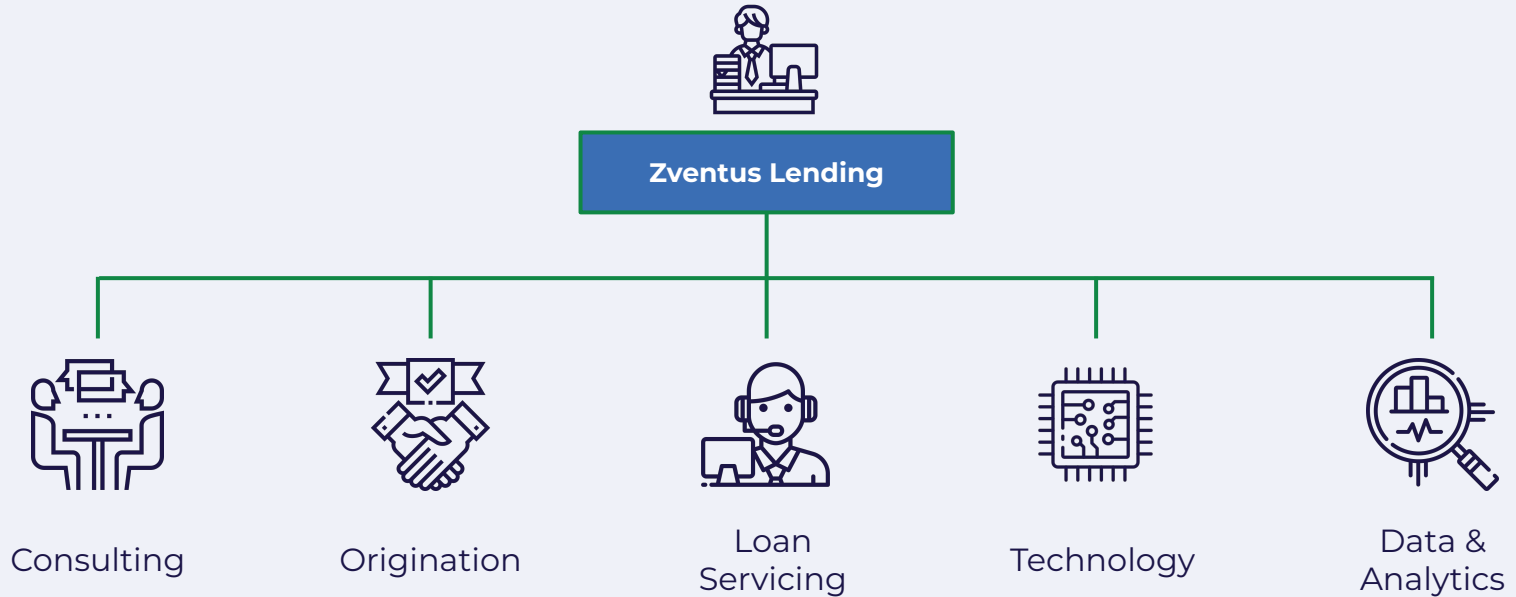 Zventus Lending
Consulting
Origination
Loan
Servicing
Technology
Data &
Analytics